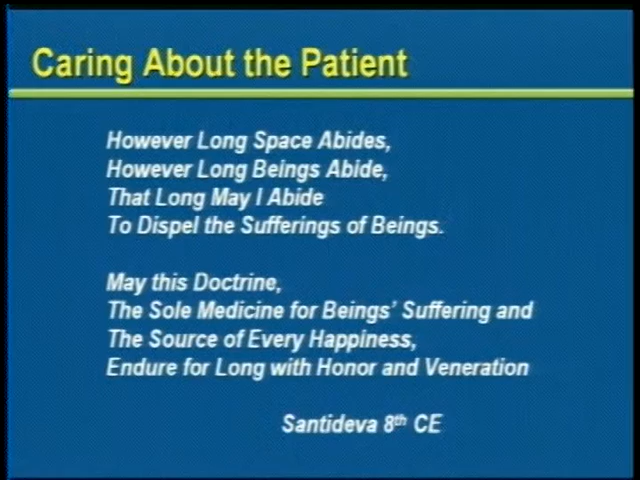 Caring About the Patient
However Long Space Abides,
However Long Beings Abide,
That Long May I Abide
To Dispel the Sufferings of Beings.
May this Doctrine,
The Sole Medicine for Beings' Suffering and
The Source of Every Happiness,
Endure for Long with Honor and Veneration
Santideva 8th CE